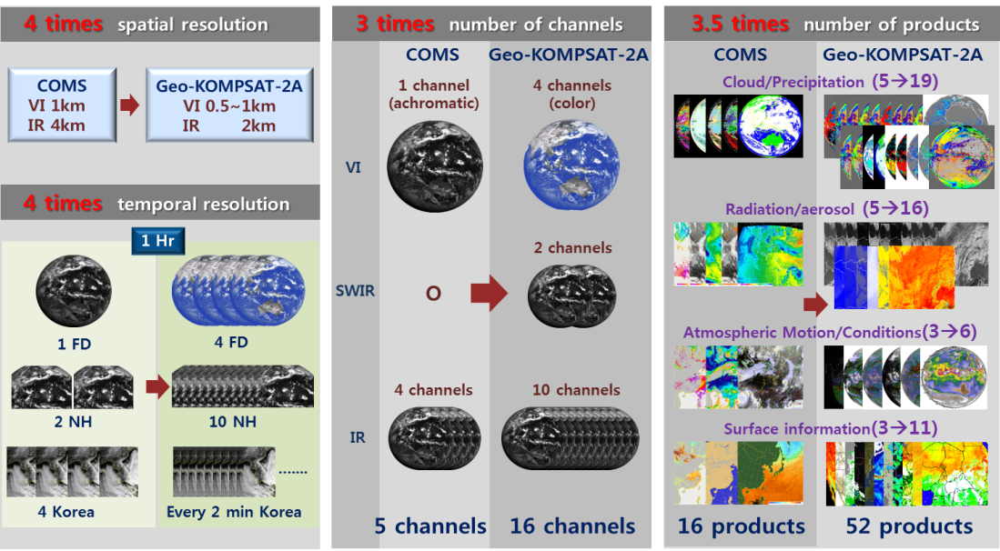 4 times spatial resolution
COMS
VI 1km
IR 4km
Geo-KOMPSAT-2A
VI 0.5~1km
IR 2km
4 times temporal resolution
1 Hr
1 FD
4 FD
2 NH
10 NH
.......
4 Korea
Every 2 min Korea
3 times number of channels
COMS
Geo-KOMPSAT-2A
1 channel
(achromatic)
4 channels
(color)
VI
2 channels
SWIR
O
4 channels
10 channels
IR
5 channels
16 channels
3.5 times number of products
COMS
Geo-KOMPSAT-2A
Cloud/Precipitation (5→19)
Radiation/aerosol (5→16)
Atmospheric Motion/Conditions(3→6)
Surface information(3→11)
16 products
52 products